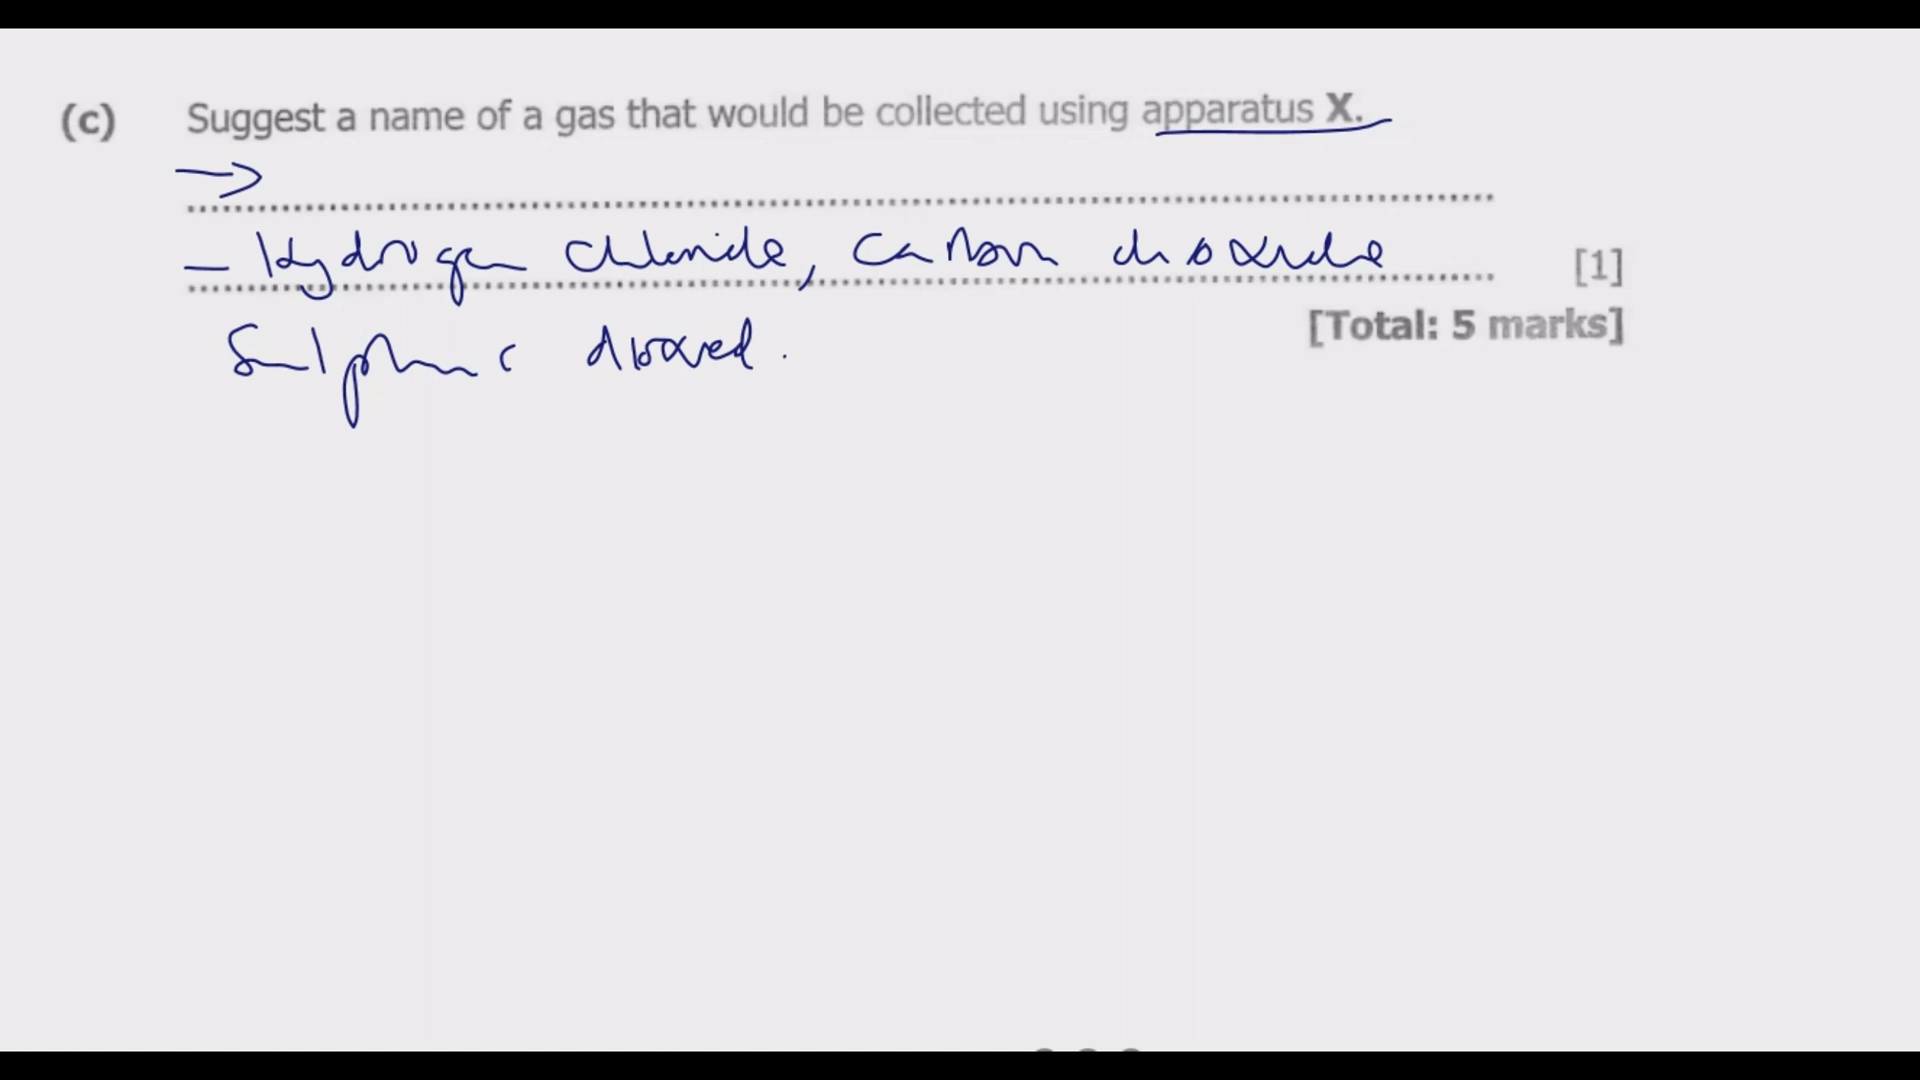 (c) Suggest a name of a gas that would be collected using apparatus X.
– Hydrogen chloride, Carbon dioxide [1]
Sulphur dioxed. [Total: 5 marks]